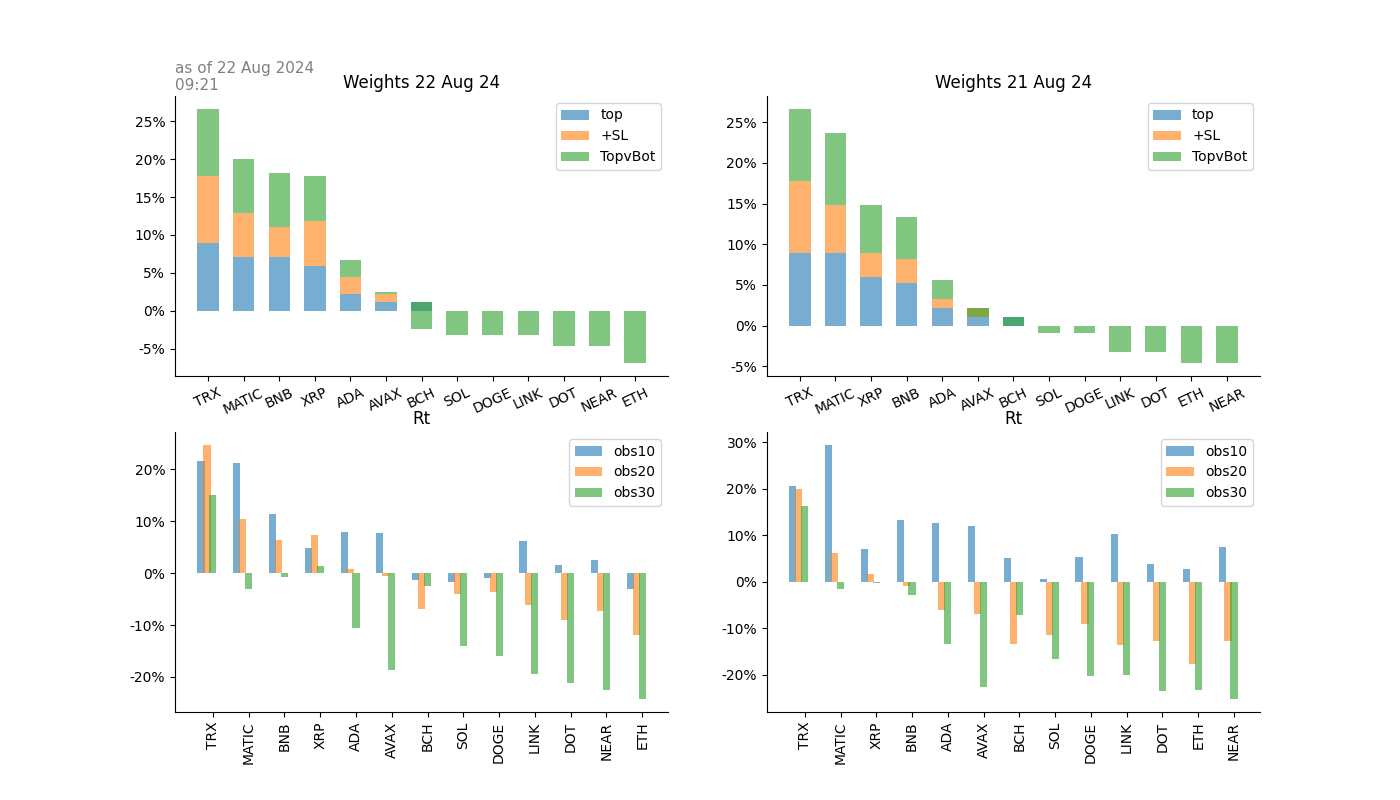 as of 22 Aug 2024
09:21
Weights 22 Aug 24
25%
20%
15%
10%
5%
0%
-5%
top
+SL
TopvBot
TRX MATIC BNB XRP ADA AVAX BCH SOL DOGE LINK DOT NEAR ETH
Weights 21 Aug 24
25%
20%
15%
10%
5%
0%
-5%
top
+SL
TopvBot
TRX MATIC XRP BNB ADA AVAX BCH SOL DOGE LINK DOT ETH NEAR
Rt
20%
10%
0%
-10%
-20%
obs10
obs20
obs30
TRX MATIC BNB XRP ADA AVAX BCH SOL DOGE LINK DOT NEAR ETH
Rt
30%
20%
10%
0%
-10%
-20%
obs10
obs20
obs30
TRX MATIC XRP BNB ADA AVAX BCH SOL DOGE LINK DOT ETH NEAR